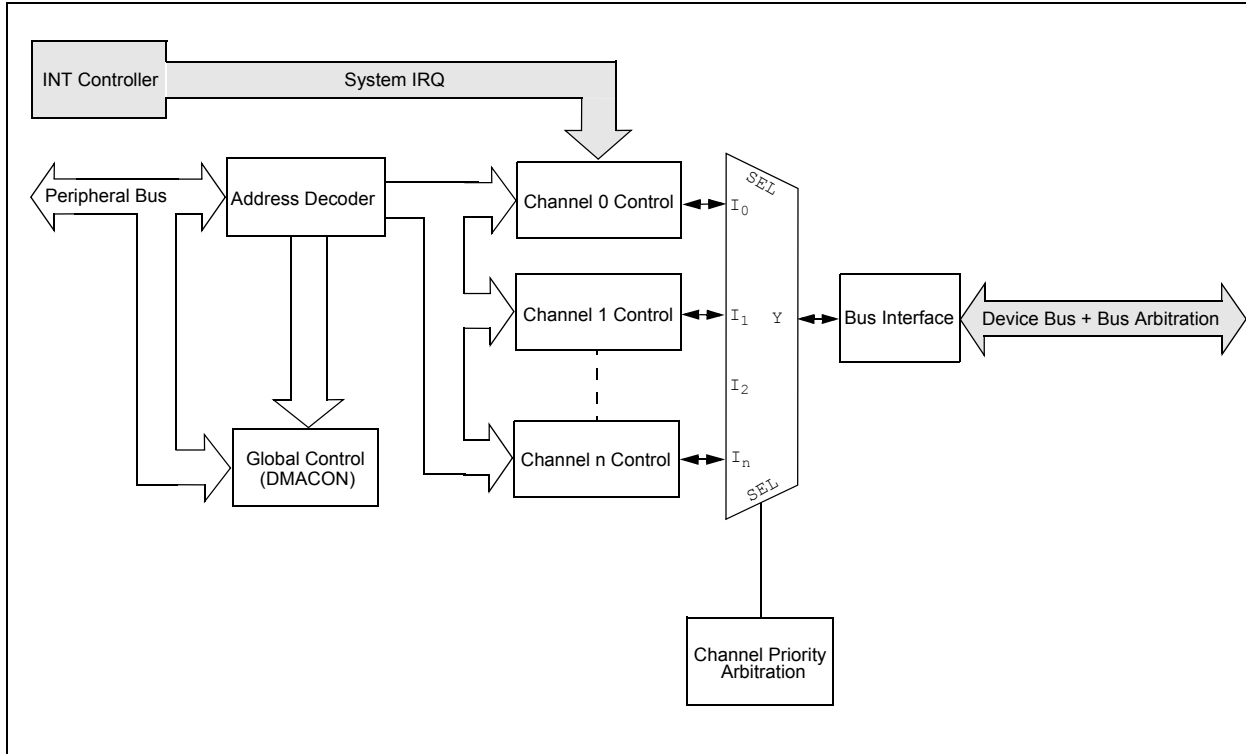 INT Controller
System IRQ
Peripheral Bus
Address Decoder
Channel 0 Control
SEL
I0
Channel 1 Control
I1
Y
Bus Interface
Device Bus + Bus Arbitration
I2
Global Control
(DMACON)
Channel n Control
In
SEL
Channel Priority
Arbitration